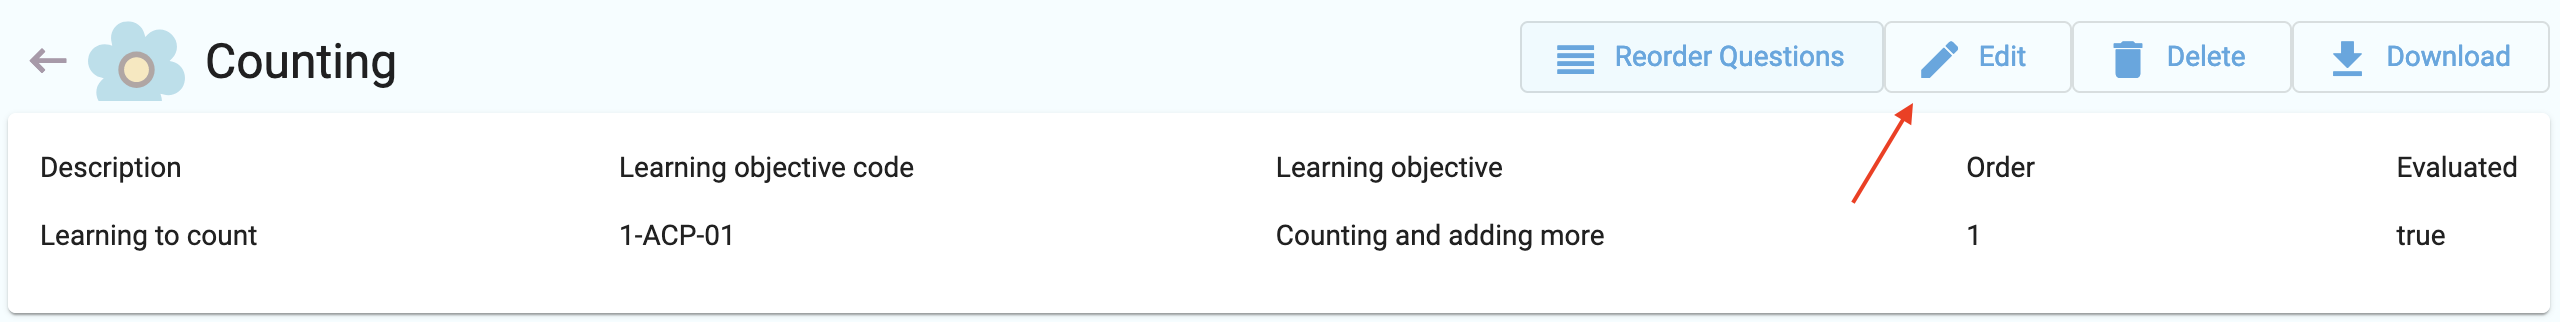 Counting
Reorder Questions
Edit
Delete
Download
Description Learning objective code Learning objective Order Evaluated
Learning to count 1-ACP-01 Counting and adding more 1 true